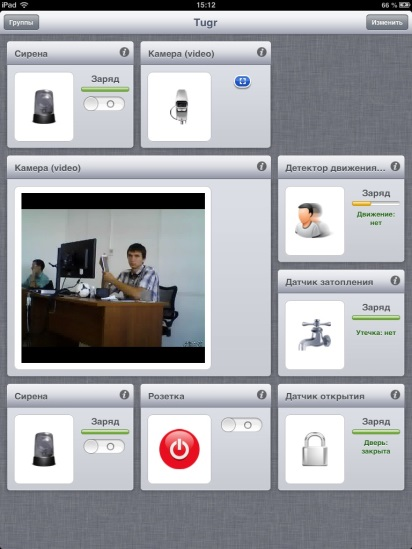 iPad
15:12
66 %
Группы
Tugr
Изменить
Сирена
Заряд
Камера (video)
Камера (video)
Детектор движения...
Заряд
Движение:
нет
Датчик затопления
Заряд
Утечка: нет
Сирена
Заряд
Розетка
Датчик открытия
Заряд
Дверь:
закрыта